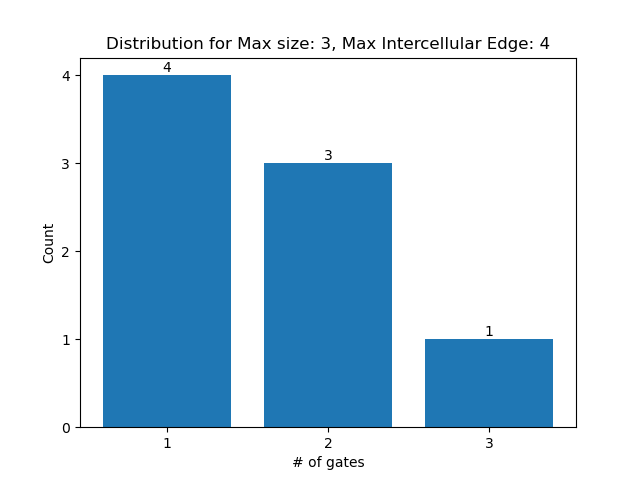 Distribution for Max size: 3, Max Intercellular Edge: 4
4
3
1
4
3
2
1
0
Count
1 2 3
# of gates